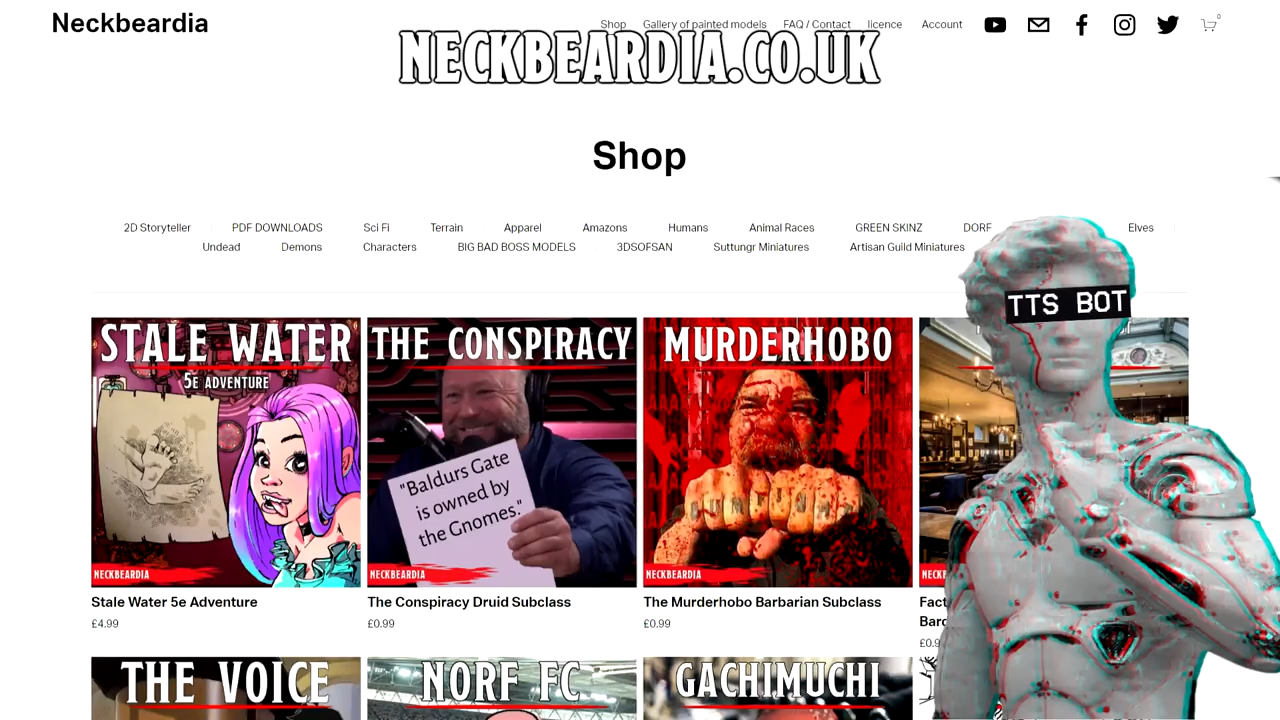 Neckbeardia
Shop Gallery of painted models FAQ / Contact licence Account
0
NECKBEARDIA.CO.UK
Shop
2D Storyteller PDF DOWNLOADS Sci Fi Terrain Apparel Amazons Humans Animal Races GREEN SKINZ DORF Elves
Undead Demons Characters BIG BAD BOSS MODELS 3DSOFSAN Suttungr Miniatures Artisan Guild Miniatures
TTS BOT
STALE WATER
5E ADVENTURE
NECKBEARDIA
Stale Water 5e Adventure
£4.99
THE CONSPIRACY
"Baldurs Gate
is owned by
the Gnomes."
NECKBEARDIA
The Conspiracy Druid Subclass
£0.99
MURDERHOBO
NECKBEARDIA
The Murderhobo Barbarian Subclass
£0.99
THE VOICE
NORF FC
GACHIMUCHI